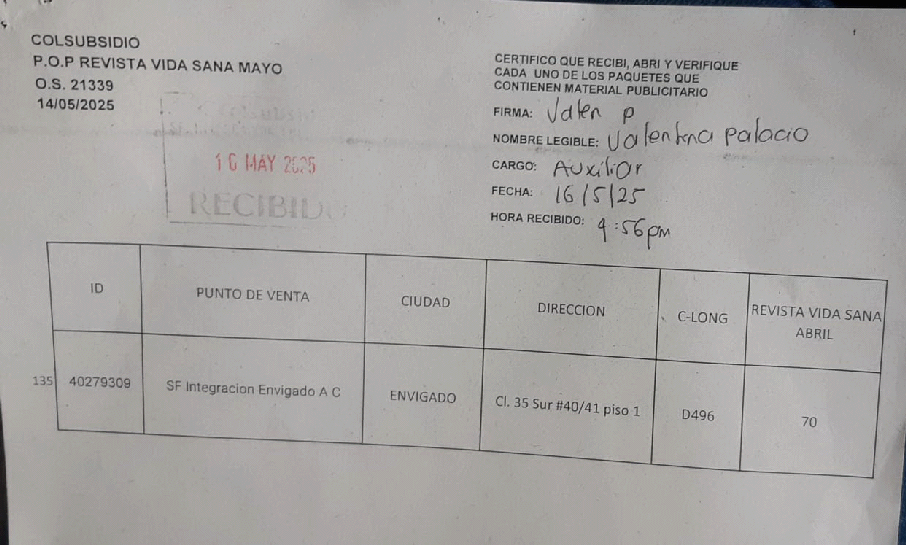 COLSUBSIDIO
P.O.P REVISTA VIDA SANA MAYO
O.S. 21339
14/05/2025
16 MAY 2025
RECIBIDO
CERTIFICO QUE RECIBI, ABRI Y VERIFIQUE
CADA UNO DE LOS PAQUETES QUE
CONTIENEN MATERIAL PUBLICITARIO
FIRMA: Valen P
NOMBRE LEGIBLE: Valentina Palacio
CARGO: Auxiliar
FECHA: 16/5/25
HORA RECIBIDO: 4:56pm
ID PUNTO DE VENTA CIUDAD DIRECCION C-LONG REVISTA VIDA SANA
ABRIL
135 40279309 SF Integracion Envigado A C ENVIGADO Cl. 35 Sur #40/41 piso 1 D496 70